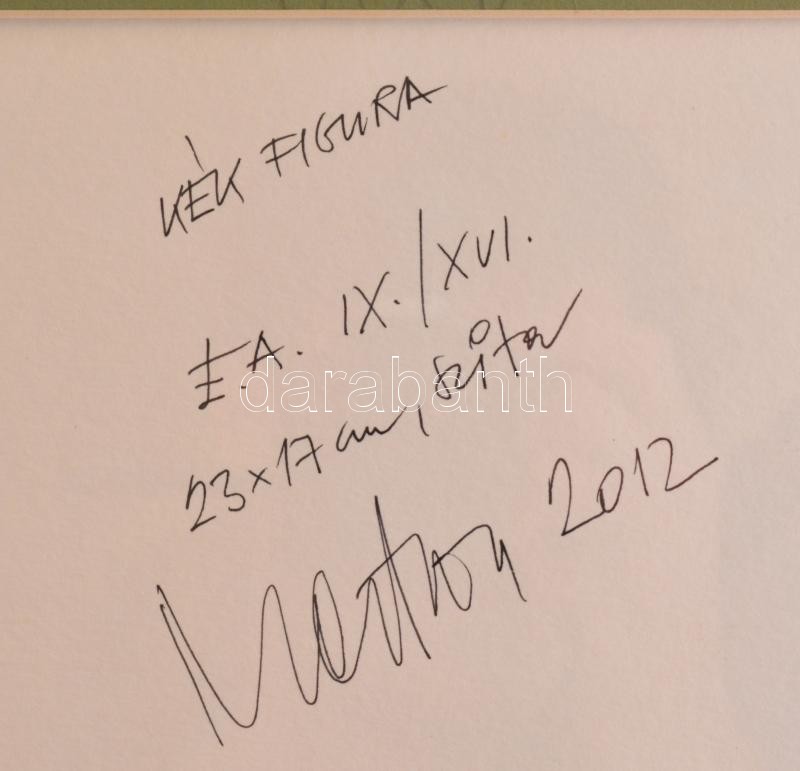 KÉK FIGURA
E.A. IX./XVI.
darabanth
23×17 cm,
2012